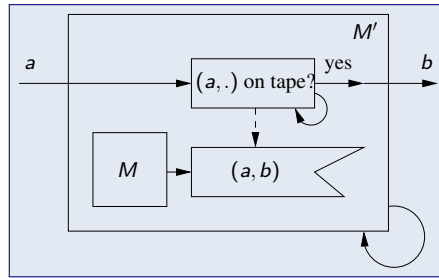 M′
a
(a,.) on tape?
yes
b
M
(a,b)